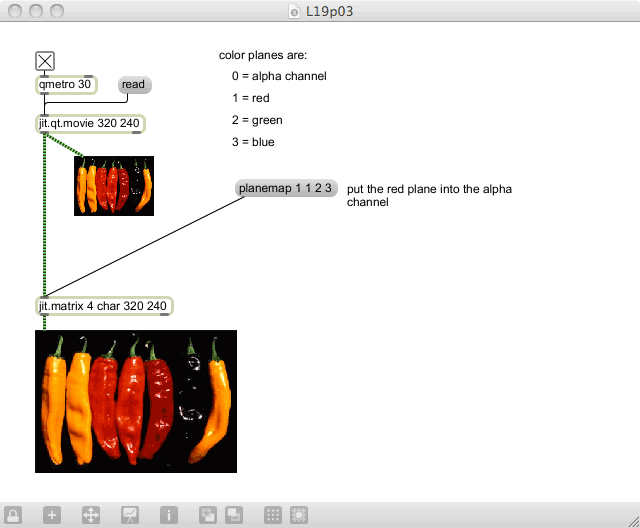 L19p03
color planes are:
qmetro 30
read
0 = alpha channel
1 = red
jit.qt.movie 320 240
2 = green
3 = blue
planemap 1 1 2 3
put the red plane into the alpha
channel
jit.matrix 4 char 320 240